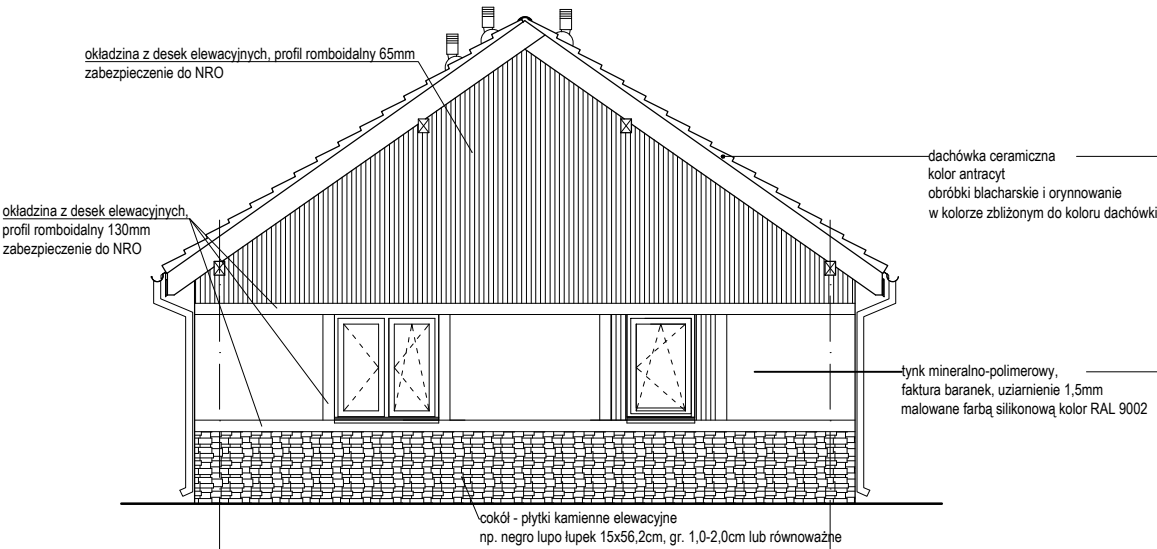 okładzina z desek elewacyjnych, profil romboidalny 65mm
zabezpieczenie do NRO
dachówka ceramiczna
kolor antracyt
obróbki blacharskie i orynnowanie
w kolorze zbliżonym do koloru dachówki
okładzina z desek elewacyjnych,
profil romboidalny 130mm
zabezpieczenie do NRO
tynk mineralno-polimerowy,
faktura baranek, uziarnienie 1,5mm
malowane farbą silikonową kolor RAL 9002
cokół - płytki kamienne elewacyjne
np. negro lupo łupek 15x56,2cm, gr. 1,0-2,0cm lub równoważne